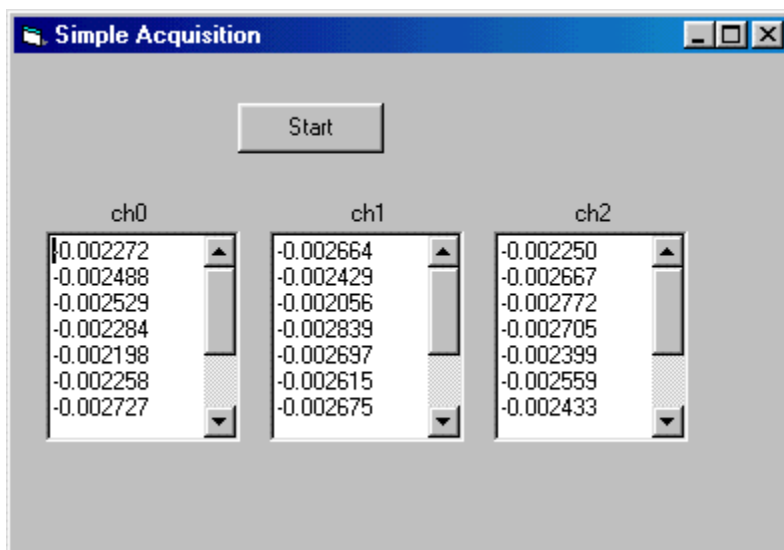 Simple Acquisition
Start
ch0 ch1 ch2
-0.002272 -0.002664 -0.002250
-0.002488 -0.002429 -0.002667
-0.002529 -0.002056 -0.002772
-0.002284 -0.002839 -0.002705
-0.002198 -0.002697 -0.002399
-0.002258 -0.002615 -0.002559
-0.002727 -0.002675 -0.002433